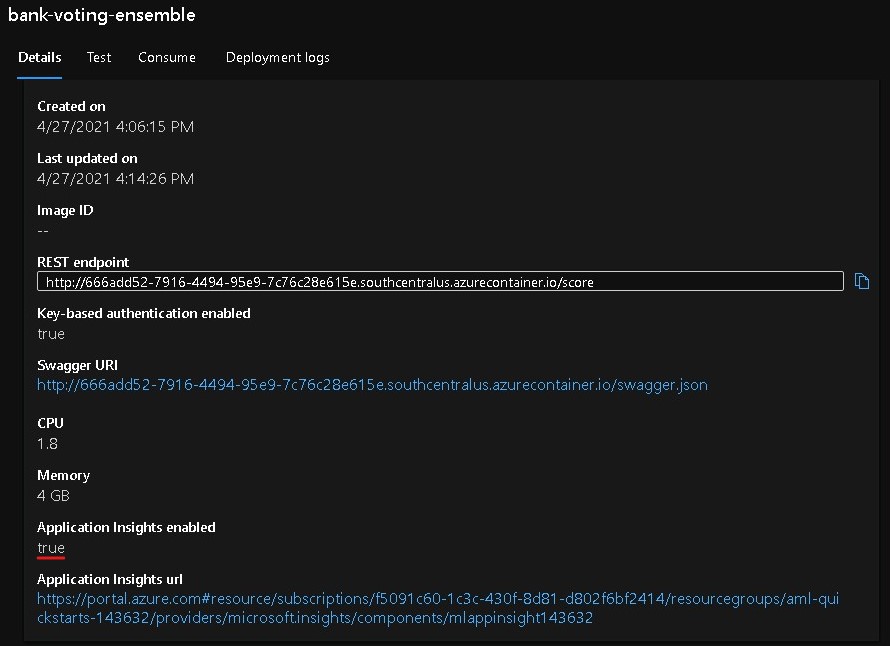 bank-voting-ensemble
Details Test Consume Deployment logs
Created on
4/27/2021 4:06:15 PM
Last updated on
4/27/2021 4:14:26 PM
Image ID
--
REST endpoint
http://666add52-7916-4494-95e9-7c76c28e615e.southcentralus.azurecontainer.io/score
Key-based authentication enabled
true
Swagger URI
http://666add52-7916-4494-95e9-7c76c28e615e.southcentralus.azurecontainer.io/swagger.json
CPU
1.8
Memory
4 GB
Application Insights enabled
true
Application Insights url
https://portal.azure.com#resource/subscriptions/f5091c60-1c3c-430f-8d81-d802f6bf2414/resourcegroups/aml-qui
ckstarts-143632/providers/microsoft.insights/components/mlappinsight143632